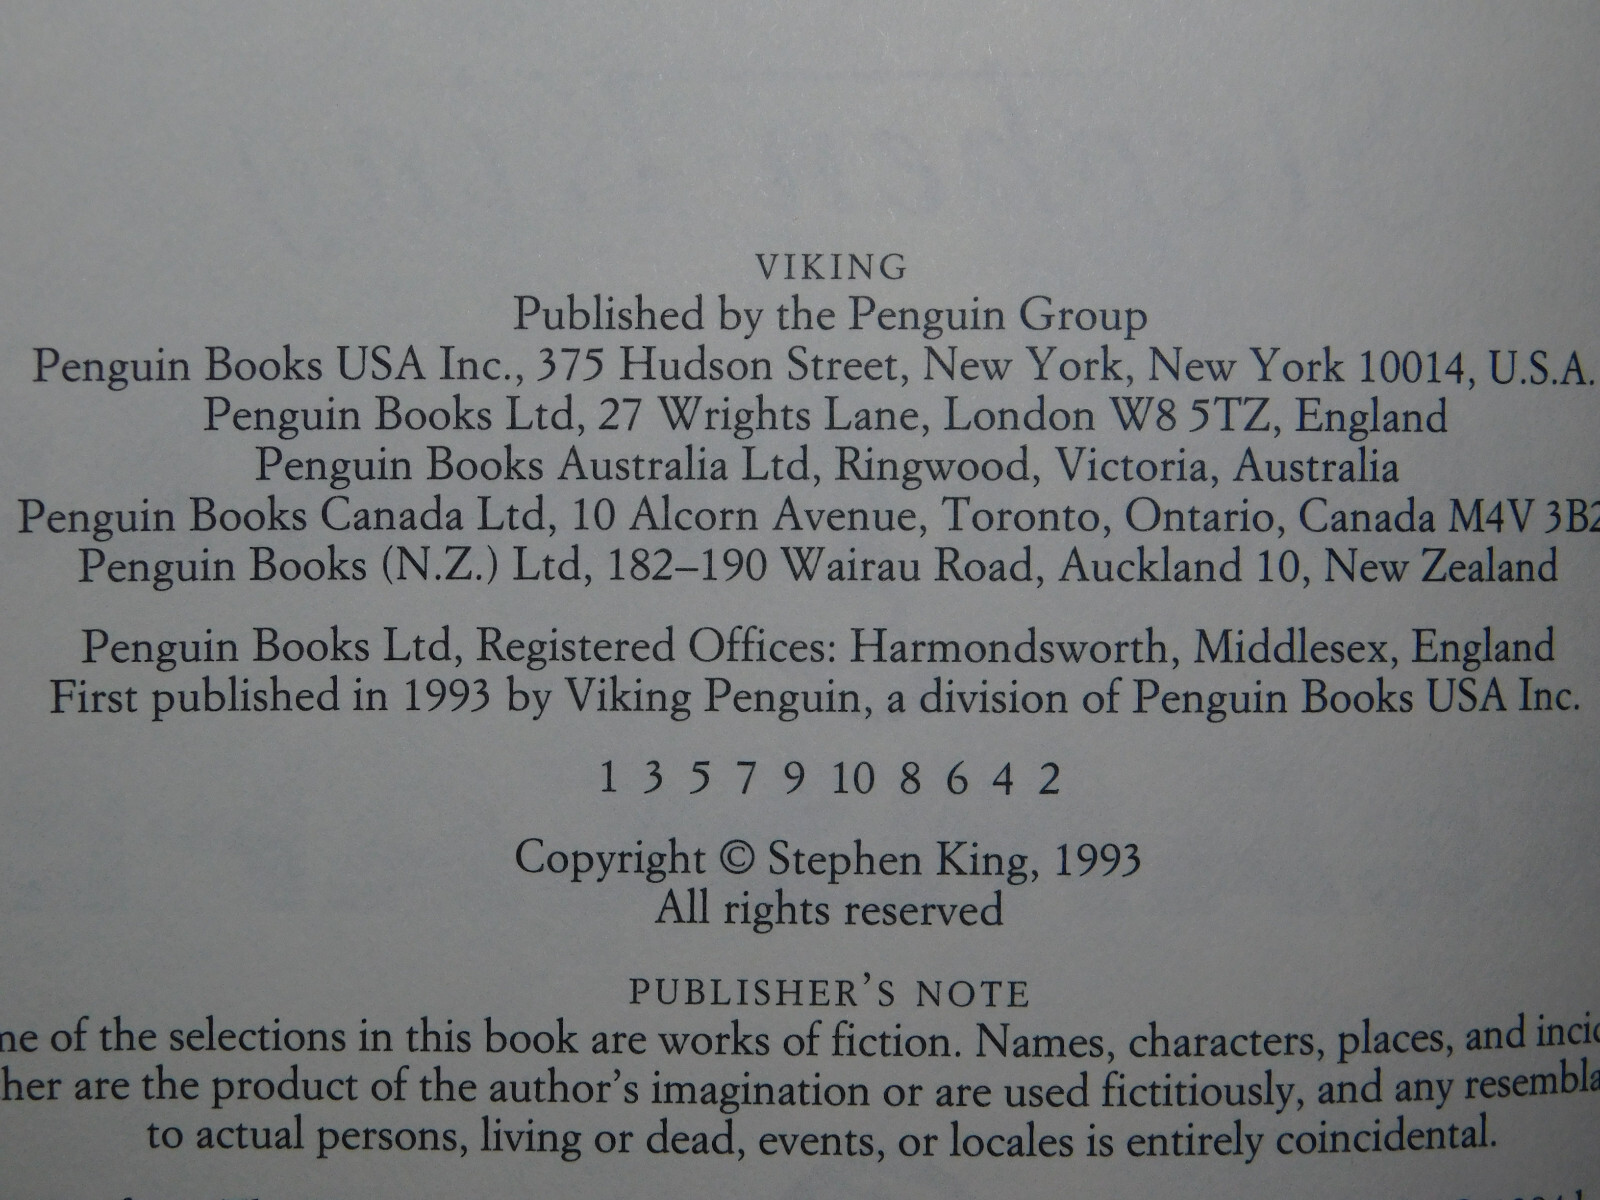 VIKING
Published by the Penguin Group
Penguin Books USA Inc., 375 Hudson Street, New York, New York 10014, U.S.A.
Penguin Books Ltd, 27 Wrights Lane, London W8 5TZ, England
Penguin Books Australia Ltd, Ringwood, Victoria, Australia
Penguin Books Canada Ltd, 10 Alcorn Avenue, Toronto, Ontario, Canada M4V 3B2
Penguin Books (N.Z.) Ltd, 182–190 Wairau Road, Auckland 10, New Zealand
Penguin Books Ltd, Registered Offices: Harmondsworth, Middlesex, England
First published in 1993 by Viking Penguin, a division of Penguin Books USA Inc.
1 3 5 7 9 10 8 6 4 2
Copyright © Stephen King, 1993
All rights reserved
PUBLISHER'S NOTE
ne of the selections in this book are works of fiction. Names, characters, places, and incid
her are the product of the author's imagination or are used fictitiously, and any resembla
to actual persons, living or dead, events, or locales is entirely coincidental.